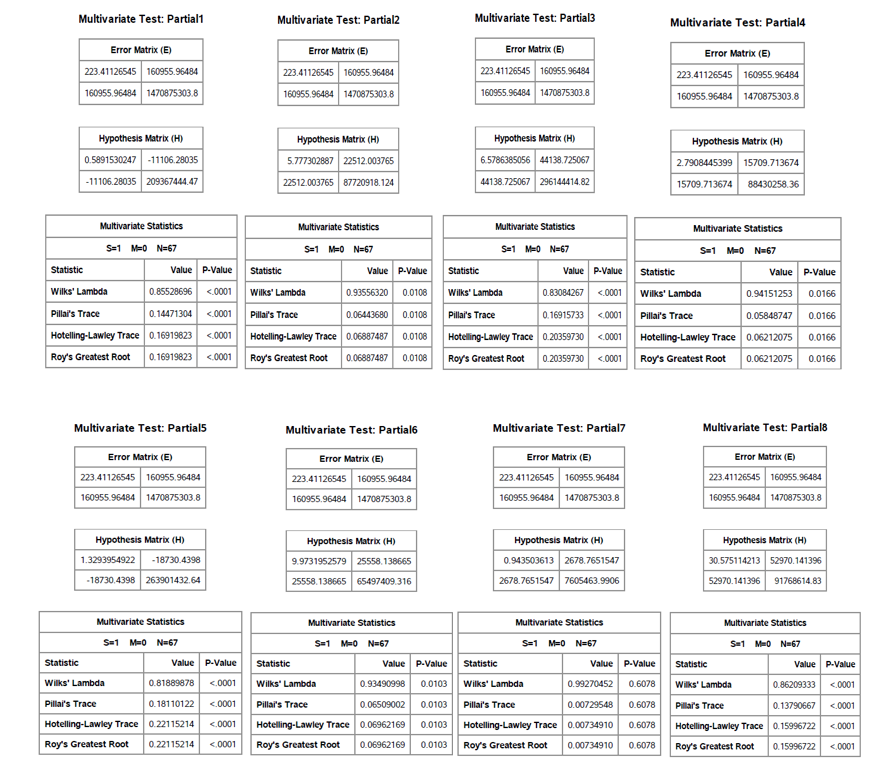 Multivariate Test: Partial1
Error Matrix (E)
223.41126545 160955.96484
160955.96484 1470875303.8
Hypothesis Matrix (H)
0.5891530247 -11106.28035
-11106.28035 209367444.47
Multivariate Statistics
S=1 M=0 N=67
Statistic Value P-Value
Wilks' Lambda 0.85528696 <.0001
Pillai's Trace 0.14471304 <.0001
Hotelling-Lawley Trace 0.16919823 <.0001
Roy's Greatest Root 0.16919823 <.0001
Multivariate Test: Partial2
Error Matrix (E)
223.41126545 160955.96484
160955.96484 1470875303.8
Hypothesis Matrix (H)
5.777302887 22512.003765
22512.003765 87720918.124
Multivariate Statistics
S=1 M=0 N=67
Statistic Value P-Value
Wilks' Lambda 0.93556320 0.0108
Pillai's Trace 0.06443680 0.0108
Hotelling-Lawley Trace 0.06887487 0.0108
Roy's Greatest Root 0.06887487 0.0108
Multivariate Test: Partial3
Error Matrix (E)
223.41126545 160955.96484
160955.96484 1470875303.8
Hypothesis Matrix (H)
6.5786385056 44138.725067
44138.725067 296144414.82
Multivariate Statistics
S=1 M=0 N=67
Statistic Value P-Value
Wilks' Lambda 0.83084267 <.0001
Pillai's Trace 0.16915733 <.0001
Hotelling-Lawley Trace 0.20359730 <.0001
Roy's Greatest Root 0.20359730 <.0001
Multivariate Test: Partial4
Error Matrix (E)
223.41126545 160955.96484
160955.96484 1470875303.8
Hypothesis Matrix (H)
2.7908445399 15709.713674
15709.713674 88430258.36
Multivariate Statistics
S=1 M=0 N=67
Statistic Value P-Value
Wilks' Lambda 0.94151253 0.0166
Pillai's Trace 0.05848747 0.0166
Hotelling-Lawley Trace 0.06212075 0.0166
Roy's Greatest Root 0.06212075 0.0166
Multivariate Test: Partial5
Error Matrix (E)
223.41126545 160955.96484
160955.96484 1470875303.8
Hypothesis Matrix (H)
1.3293954922 -18730.4398
-18730.4398 263901432.64
Multivariate Statistics
S=1 M=0 N=67
Statistic Value P-Value
Wilks' Lambda 0.81889878 <.0001
Pillai's Trace 0.18110122 <.0001
Hotelling-Lawley Trace 0.22115214 <.0001
Roy's Greatest Root 0.22115214 <.0001
Multivariate Test: Partial6
Error Matrix (E)
223.41126545 160955.96484
160955.96484 1470875303.8
Hypothesis Matrix (H)
9.9731952579 25558.138665
25558.138665 65497409.316
Multivariate Statistics
S=1 M=0 N=67
Statistic Value P-Value
Wilks' Lambda 0.93490998 0.0103
Pillai's Trace 0.06509002 0.0103
Hotelling-Lawley Trace 0.06962169 0.0103
Roy's Greatest Root 0.06962169 0.0103
Multivariate Test: Partial7
Error Matrix (E)
223.41126545 160955.96484
160955.96484 1470875303.8
Hypothesis Matrix (H)
0.943503613 2678.7651547
2678.7651547 7605463.9906
Multivariate Statistics
S=1 M=0 N=67
Statistic Value P-Value
Wilks' Lambda 0.99270452 0.6078
Pillai's Trace 0.00729548 0.6078
Hotelling-Lawley Trace 0.00734910 0.6078
Roy's Greatest Root 0.00734910 0.6078
Multivariate Test: Partial8
Error Matrix (E)
223.41126545 160955.96484
160955.96484 1470875303.8
Hypothesis Matrix (H)
30.575114213 52970.141396
52970.141396 91768614.83
Multivariate Statistics
S=1 M=0 N=67
Statistic Value P-Value
Wilks' Lambda 0.86209333 <.0001
Pillai's Trace 0.13790667 <.0001
Hotelling-Lawley Trace 0.15996722 <.0001
Roy's Greatest Root 0.15996722 <.0001